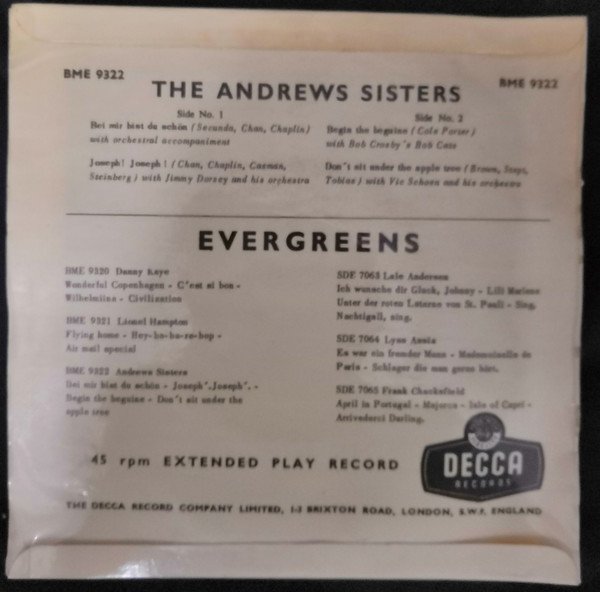 BME 9322
BME 9322
THE ANDREWS SISTERS
Side No. 1
Bei mir bist du schön (Secunda, Chan, Chaplin)
with orchestral accompaniment
Joseph! Joseph! (Chan, Chaplin, Casman,
Steinberg) with Jimmy Dorsey and his orchestra
Side No. 2
Begin the beguine (Cole Porter)
with Bob Crosby's Bob Cats
Don't sit under the apple tree (Brown, Stept,
Tobias) with Vic Schoen and his orchestra
EVERGREENS
BME 9320 Danny Kaye
Wonderful Copenhagen - C'est si bon -
Wilhelmina - Civilization
BME 9321 Lionel Hampton
Flying home - Hey-ba-ba-re-bop -
Air mail special
BME 9322 Andrews Sisters
Bei mir bist du schön - Joseph!.Joseph!. -
Begin the beguine - Don't sit under the
apple tree
SDE 7063 Lale Andersen
Ich wunsche dir Gluck, Johnny - Lili Marleen
Unter der roten Laterne von St. Pauli - Sing,
Nachtigall, sing.
SDE 7064 Lyss Assia
Es war ein fremder Mann - Mademoiselle de
Paris - Schlager die man gerne hört.
SDE 7065 Frank Chacksfield
April in Portugal - Majorca - Isle of Capri -
Arrivederci Darling.
45 rpm EXTENDED PLAY RECORD
DECCA
RECORDS
THE DECCA RECORD COMPANY LIMITED, 1-3 BRIXTON ROAD, LONDON, S.W.9, ENGLAND